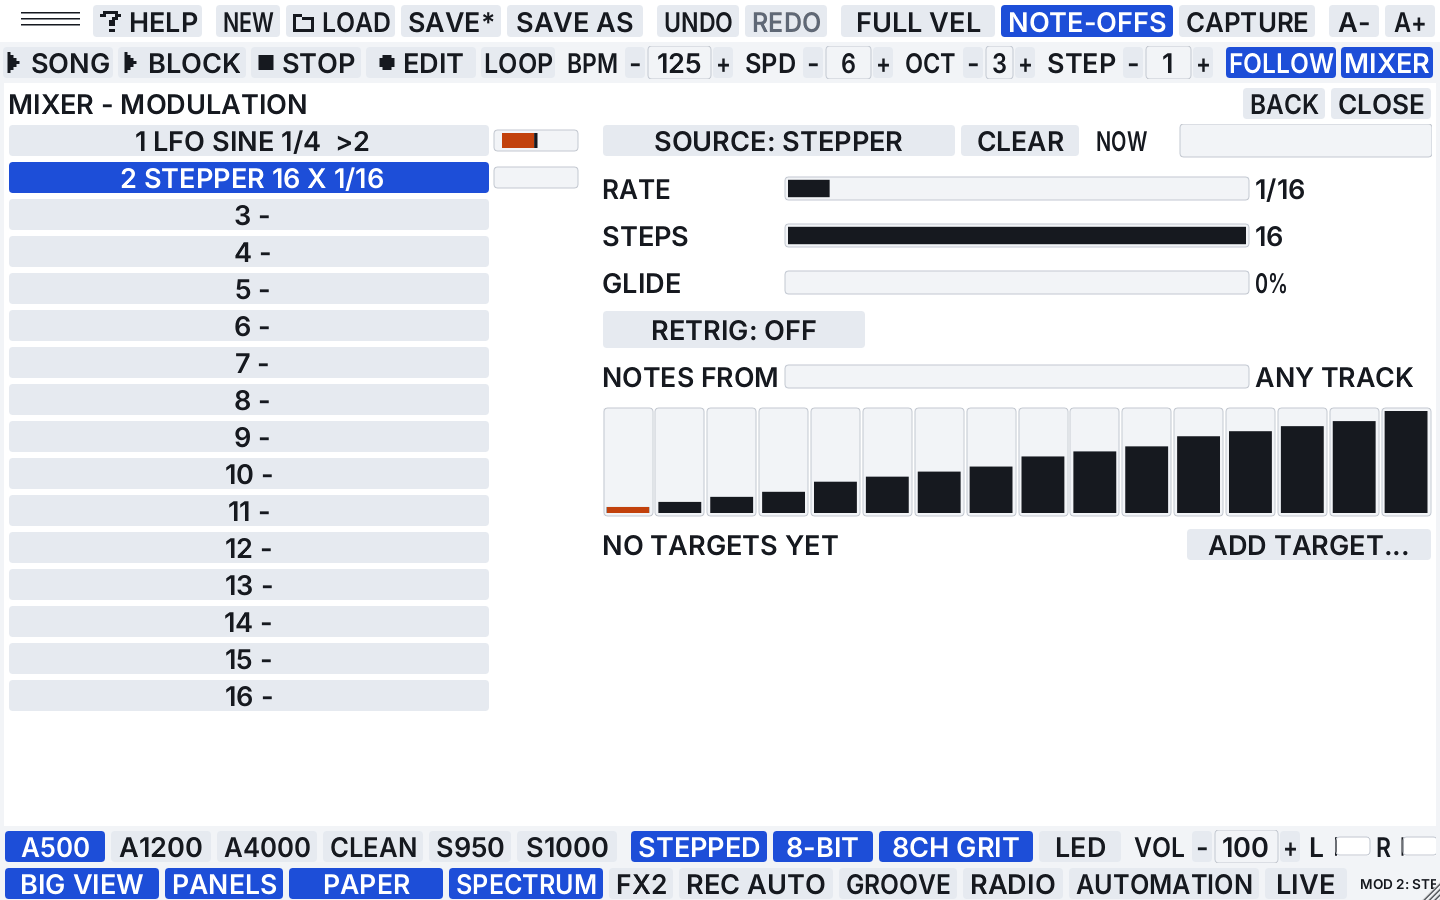 ? HELP NEW LOAD SAVE* SAVE AS UNDO REDO FULL VEL NOTE-OFFS CAPTURE A- A+
SONG BLOCK STOP EDIT LOOP BPM - 125 + SPD - 6 + OCT - 3 + STEP - 1 + FOLLOW MIXER
MIXER - MODULATION BACK CLOSE
1 LFO SINE 1/4 >2
SOURCE: STEPPER CLEAR NOW
2 STEPPER 16 X 1/16
RATE 1/16
3 -
STEPS 16
4 -
GLIDE 0%
5 -
RETRIG: OFF
6 -
NOTES FROM ANY TRACK
7 -
8 -
9 -
10 -
11 -
NO TARGETS YET ADD TARGET...
12 -
13 -
14 -
15 -
16 -
A500 A1200 A4000 CLEAN S950 S1000 STEPPED 8-BIT 8CH GRIT LED VOL - 100 + L R
BIG VIEW PANELS PAPER SPECTRUM FX2 REC AUTO GROOVE RADIO AUTOMATION LIVE MOD 2: